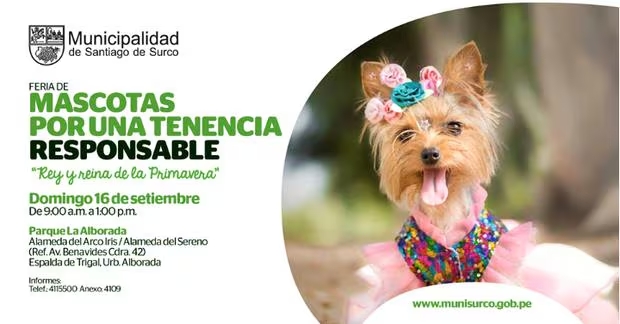 Municipalidad
de Santiago de Surco
FERIA DE
MASCOTAS
POR UNA TENENCIA
RESPONSABLE
"Rey y reina de la Primavera"
Domingo 16 de setiembre
De 9:00 a.m. a 1:00 p.m.
Parque La Alborada
Alameda del Arco Iris / Alameda del Sereno
(Ref. Av. Benavides Cdra. 42)
Espalda de Trigal, Urb. Alborada
Informes:
Telef.: 4115500 Anexo: 4109
www.munisurco.gob.pe